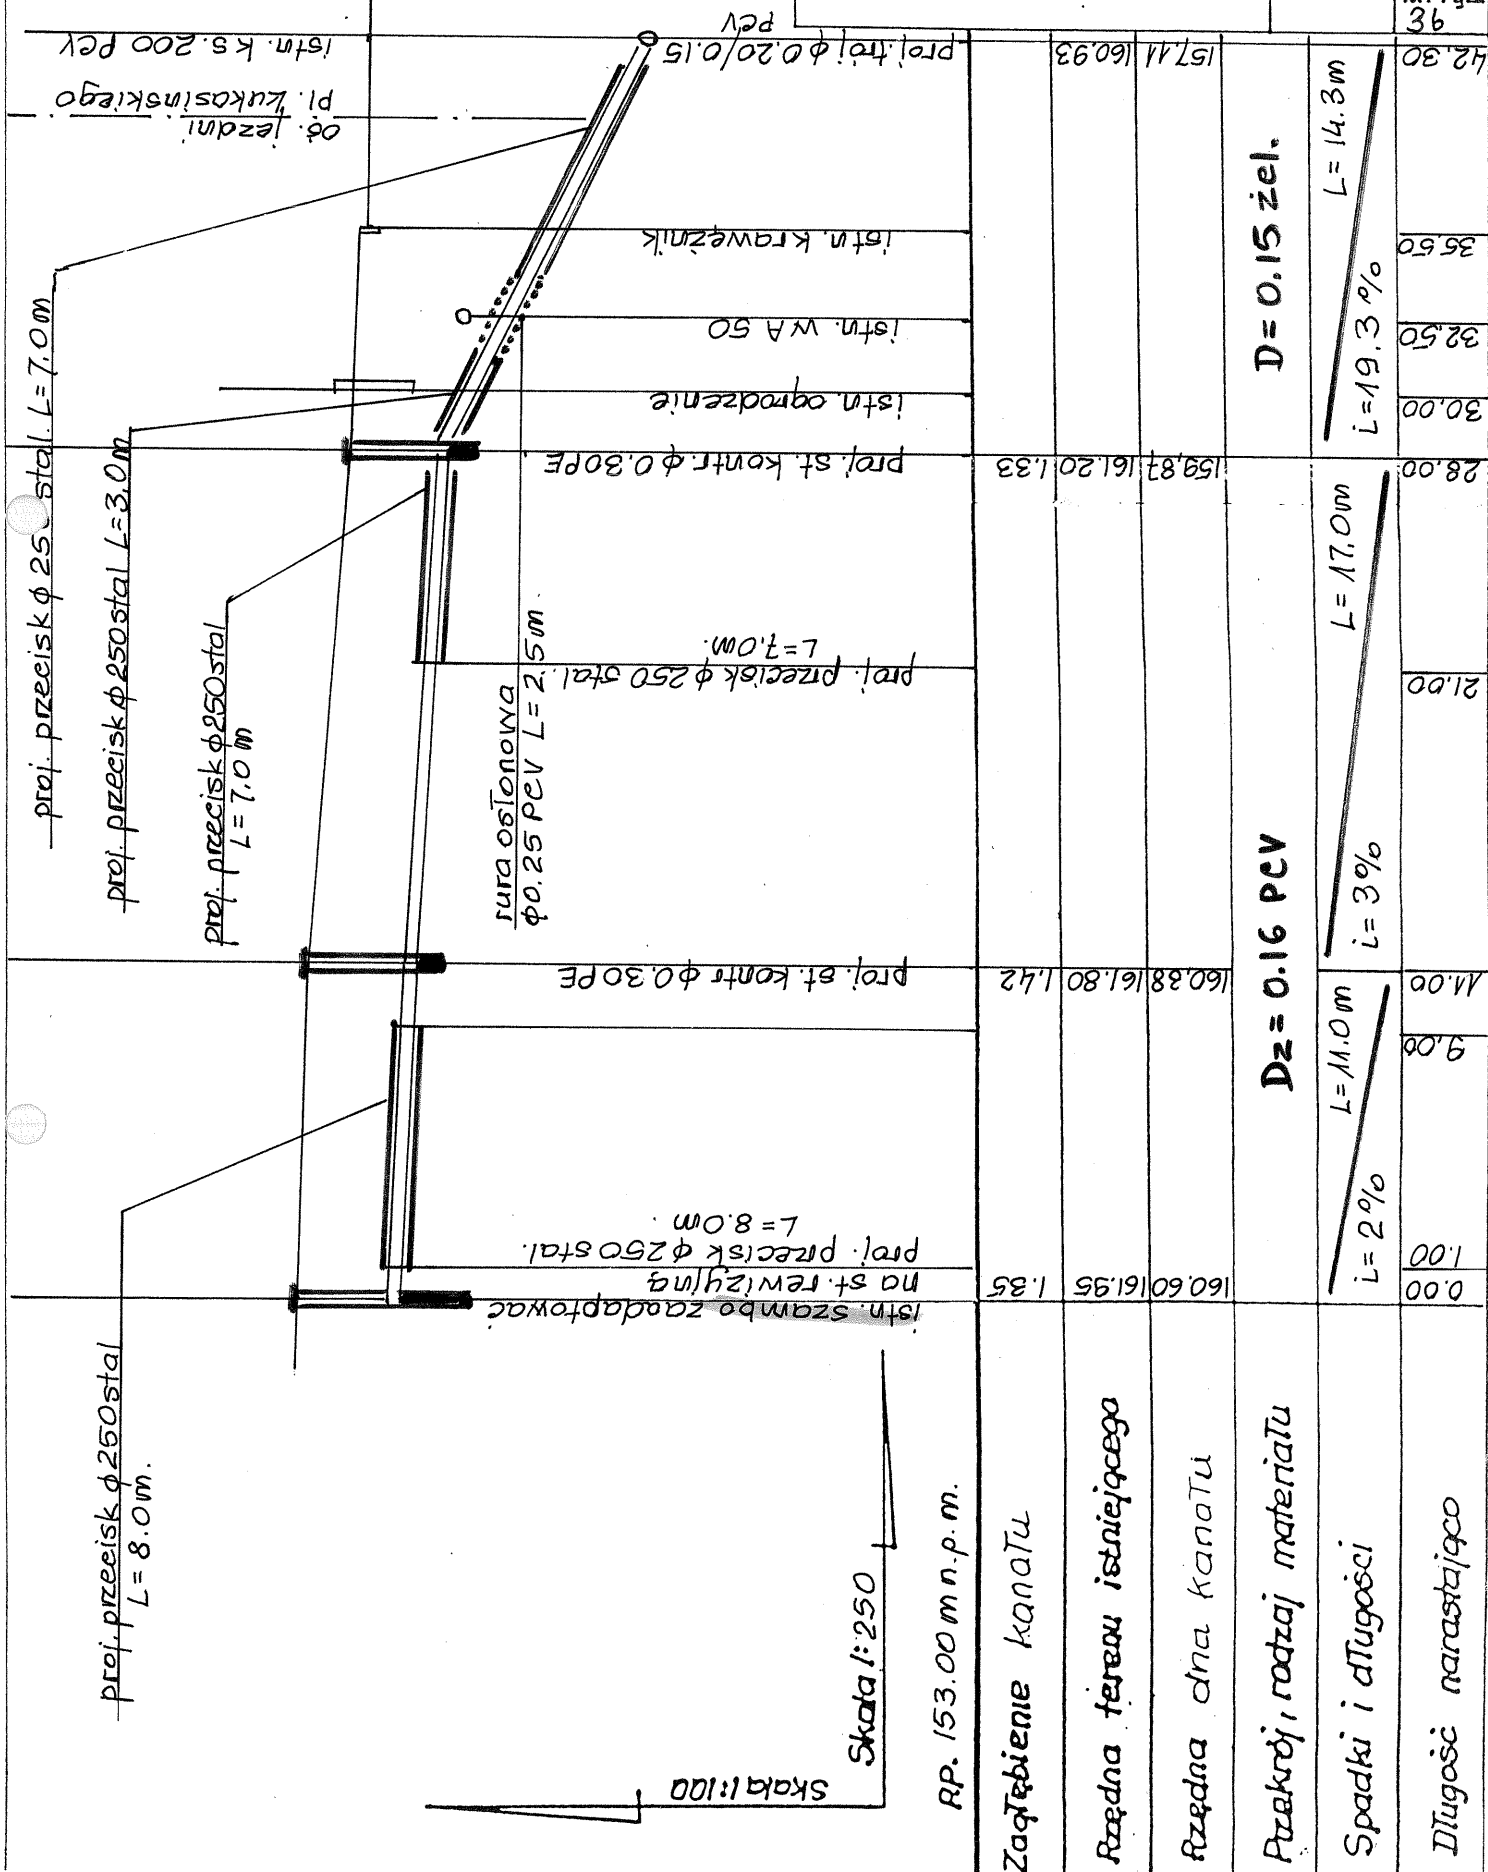 proj. przecisk ϕ250stal
L= 8.0m.
proj. przecisk ϕ 25 stal. L= 7.0m
proj. przecisk ϕ250stal L=3.0m
proj. przecisk ϕ250stal
L= 7.0 m
rura osłonowa
ϕ0.25 PCV L=2.5m.
Skala 1:100
Skala 1:250
RP. 153.00 m n.p.m.
istn. szambo zaadaptować
na st. rewizyjną
proj. przecisk ϕ250stal.
L= 8.0m.
proj. st. kontr ϕ0.30PE
proj. przecisk ϕ250 stal.
L=7.0m.
proj. st. kontr. ϕ0.30PE
istn. ogrodzenie
istn. wA 50
istn. krawężnik
oś. jezdni
pl. Łukasińskiego
istn. ks.200 PCV
proj. trój ϕ0.20/0.15
PCV
Zagłębienie kanału
1.35 1.42 1.33
Rzędna terenu istniejącego
161.95 161.80 161.20 160.93
Rzędna dna kanału
160.60 160.38 159.87 157.11
Przekrój, rodzaj materiału
Dz= 0.16 PCV
D= 0.15 żel.
Spadki i długości
i= 2% L= 11.0m
i= 3% L= 17.0m
i=19.3% L= 14.3m
Długość narastająco
0.00 1.00 9.00 11.00 21.00 28.00 30.00 32.50 35.50 42.30
39